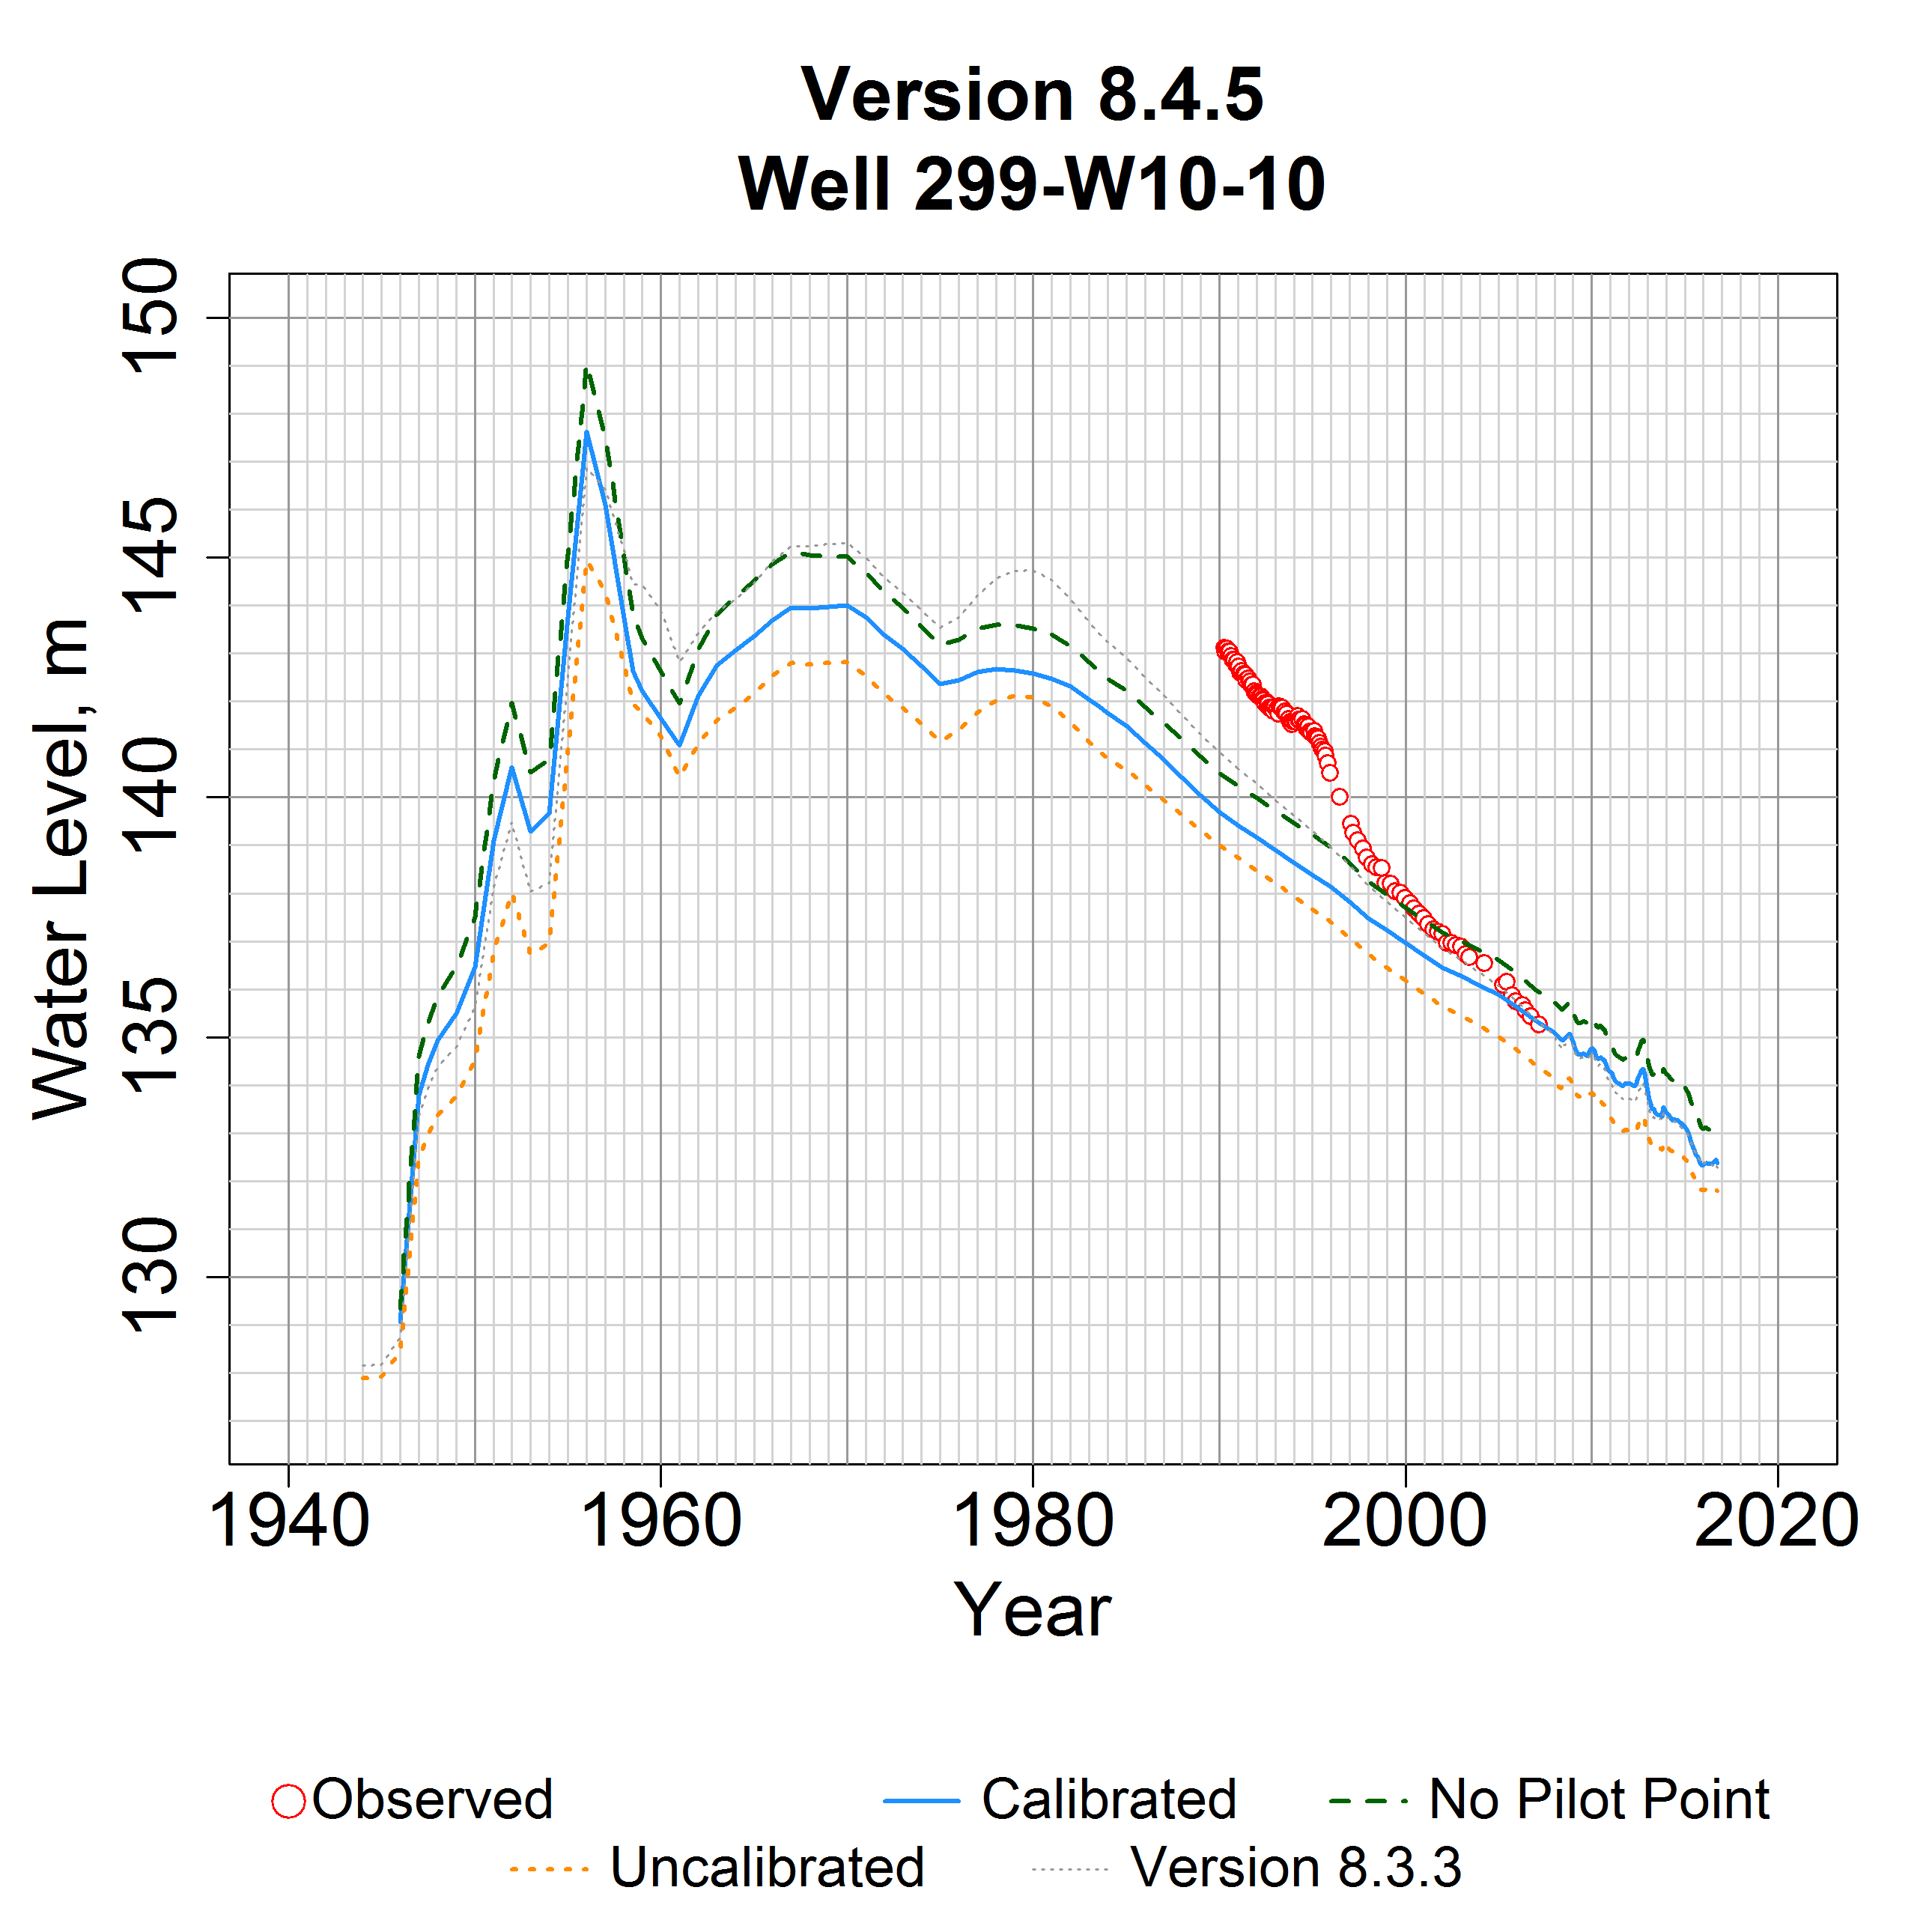 Version 8.4.5
Well 299-W10-10
150
145
140
135
130
Water Level, m
1940 1960 1980 2000 2020
Year
Observed Calibrated No Pilot Point
Uncalibrated Version 8.3.3